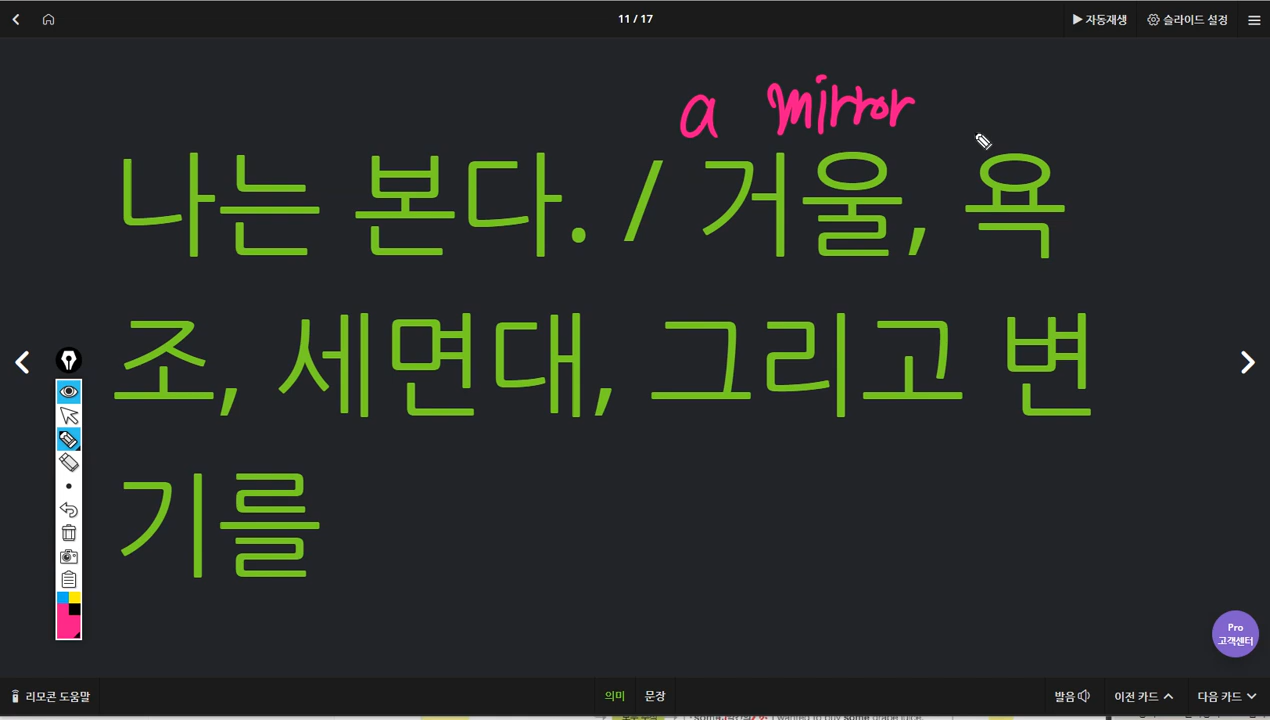 11 / 17
자동재생
슬라이드 설정
a mirror
나는 본다. / 거울, 욕
조, 세면대, 그리고 변
기를
Pro
고객센터
리모콘 도움말
의미
문장
발음
이전 카드
다음 카드